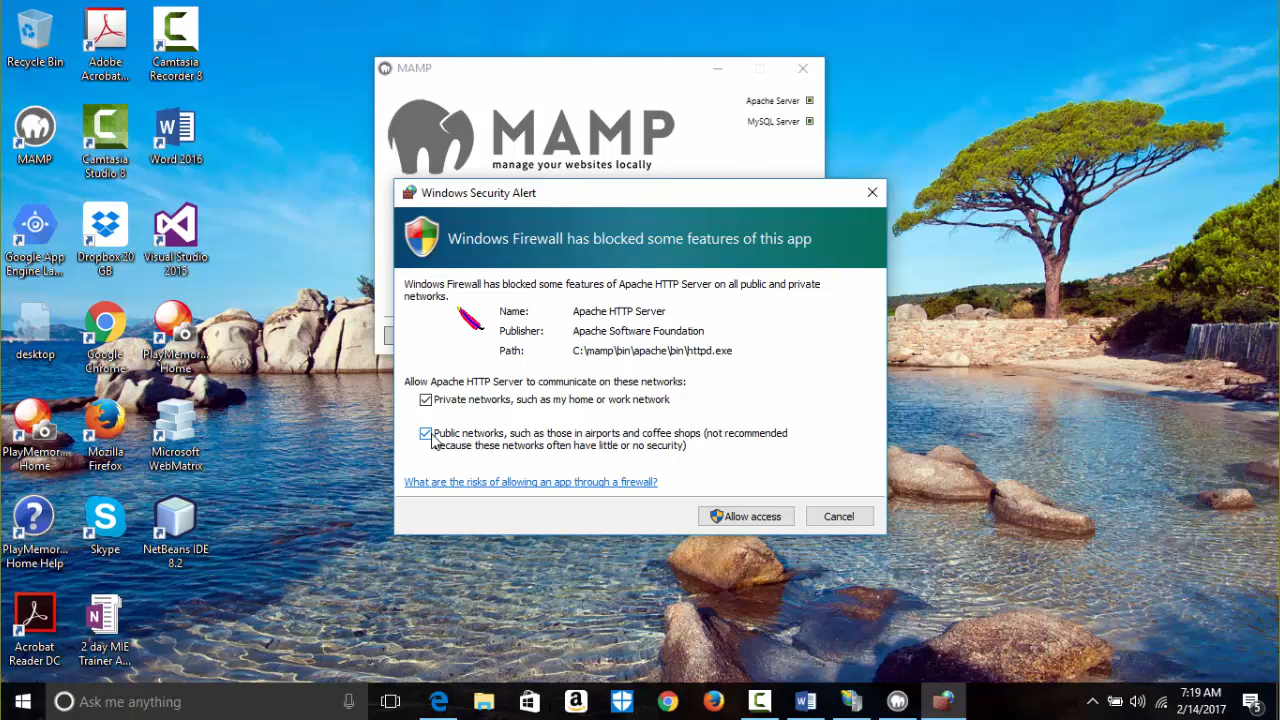 Recycle Bin
Adobe
Acrobat...
Camtasia
Recorder 8
MAMP
Camtasia
Studio 8
Word 2016
Google App
Engine La...
Dropbox 20
GB
Visual Studio
2015
desktop
Google
Chrome
PlayMemor...
Home
PlayMemor...
Home
Mozilla
Firefox
Microsoft
WebMatrix
PlayMemor...
Home Help
Skype
NetBeans IDE
8.2
Acrobat
Reader DC
2 day MIE
Trainer A...
MAMP
Apache Server
MySQL Server
MAMP
manage your websites locally
Windows Security Alert
Windows Firewall has blocked some features of this app
Windows Firewall has blocked some features of Apache HTTP Server on all public and private
networks.
Name: Apache HTTP Server
Publisher: Apache Software Foundation
Path: C:\mamp\bin\apache\bin\httpd.exe
Allow Apache HTTP Server to communicate on these networks:
Private networks, such as my home or work network
Public networks, such as those in airports and coffee shops (not recommended
because these networks often have little or no security)
What are the risks of allowing an app through a firewall?
Allow access
Cancel
Ask me anything
7:19 AM
2/14/2017
5